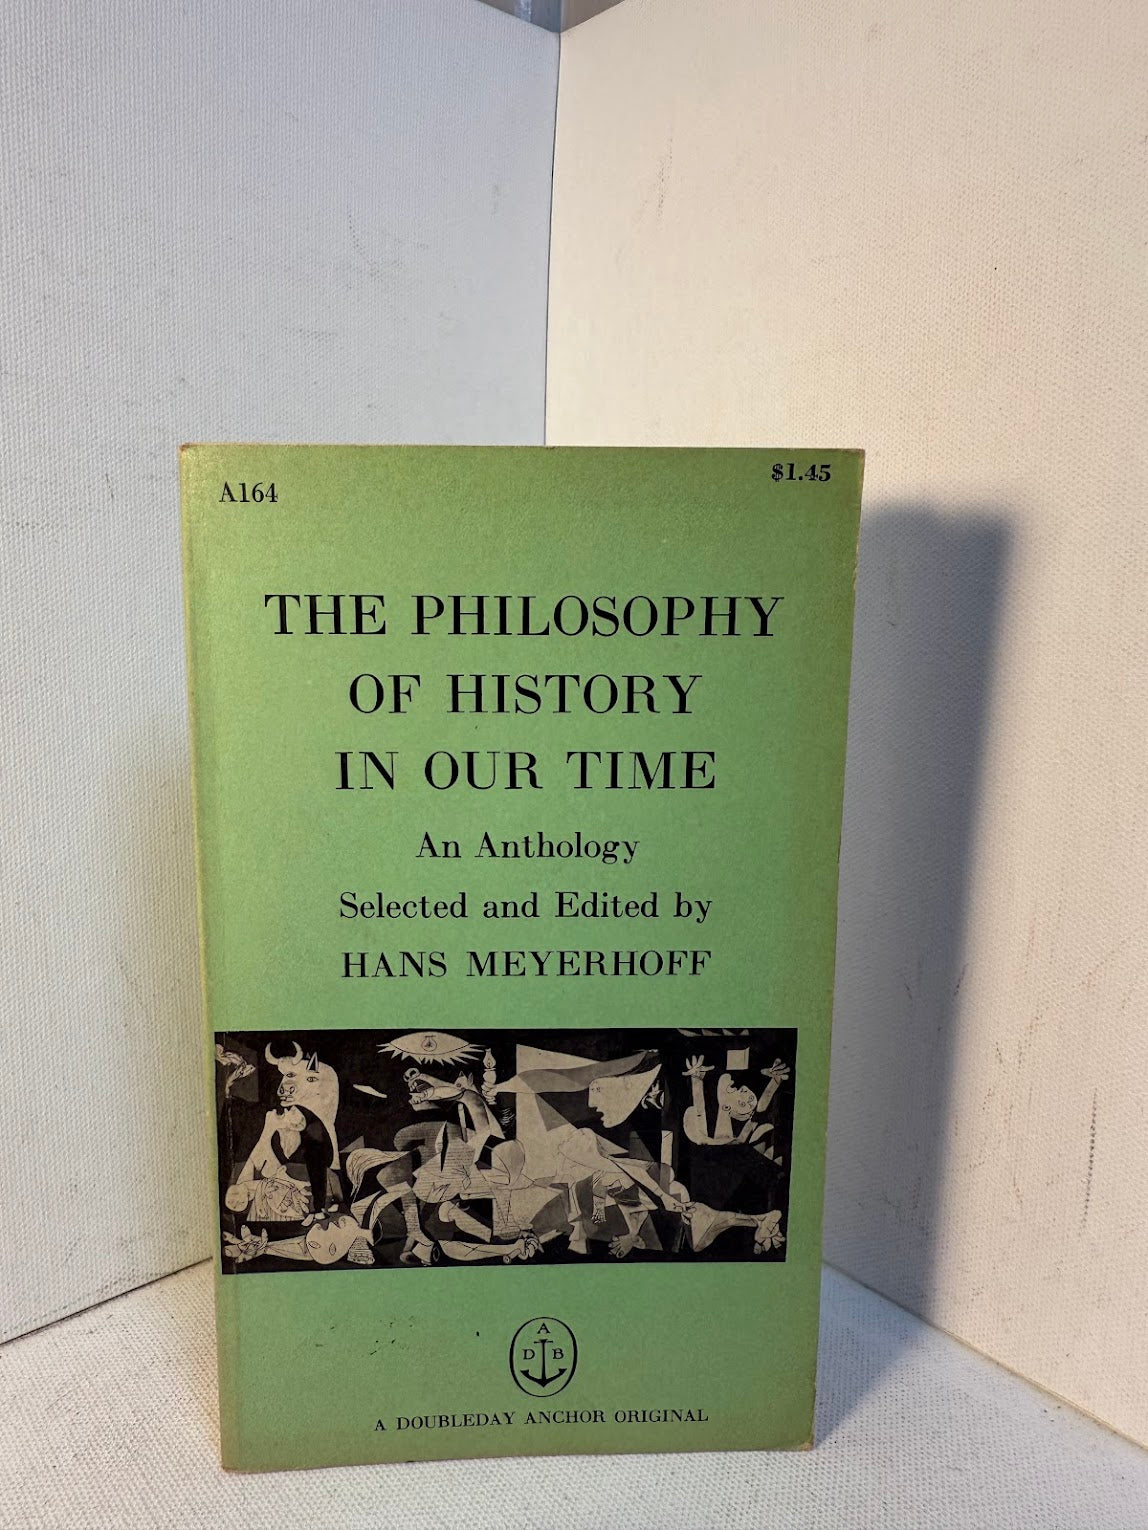 A164
$1.45
THE PHILOSOPHY
OF HISTORY
IN OUR TIME
An Anthology
Selected and Edited by
HANS MEYERHOFF
A
D B
A DOUBLEDAY ANCHOR ORIGINAL